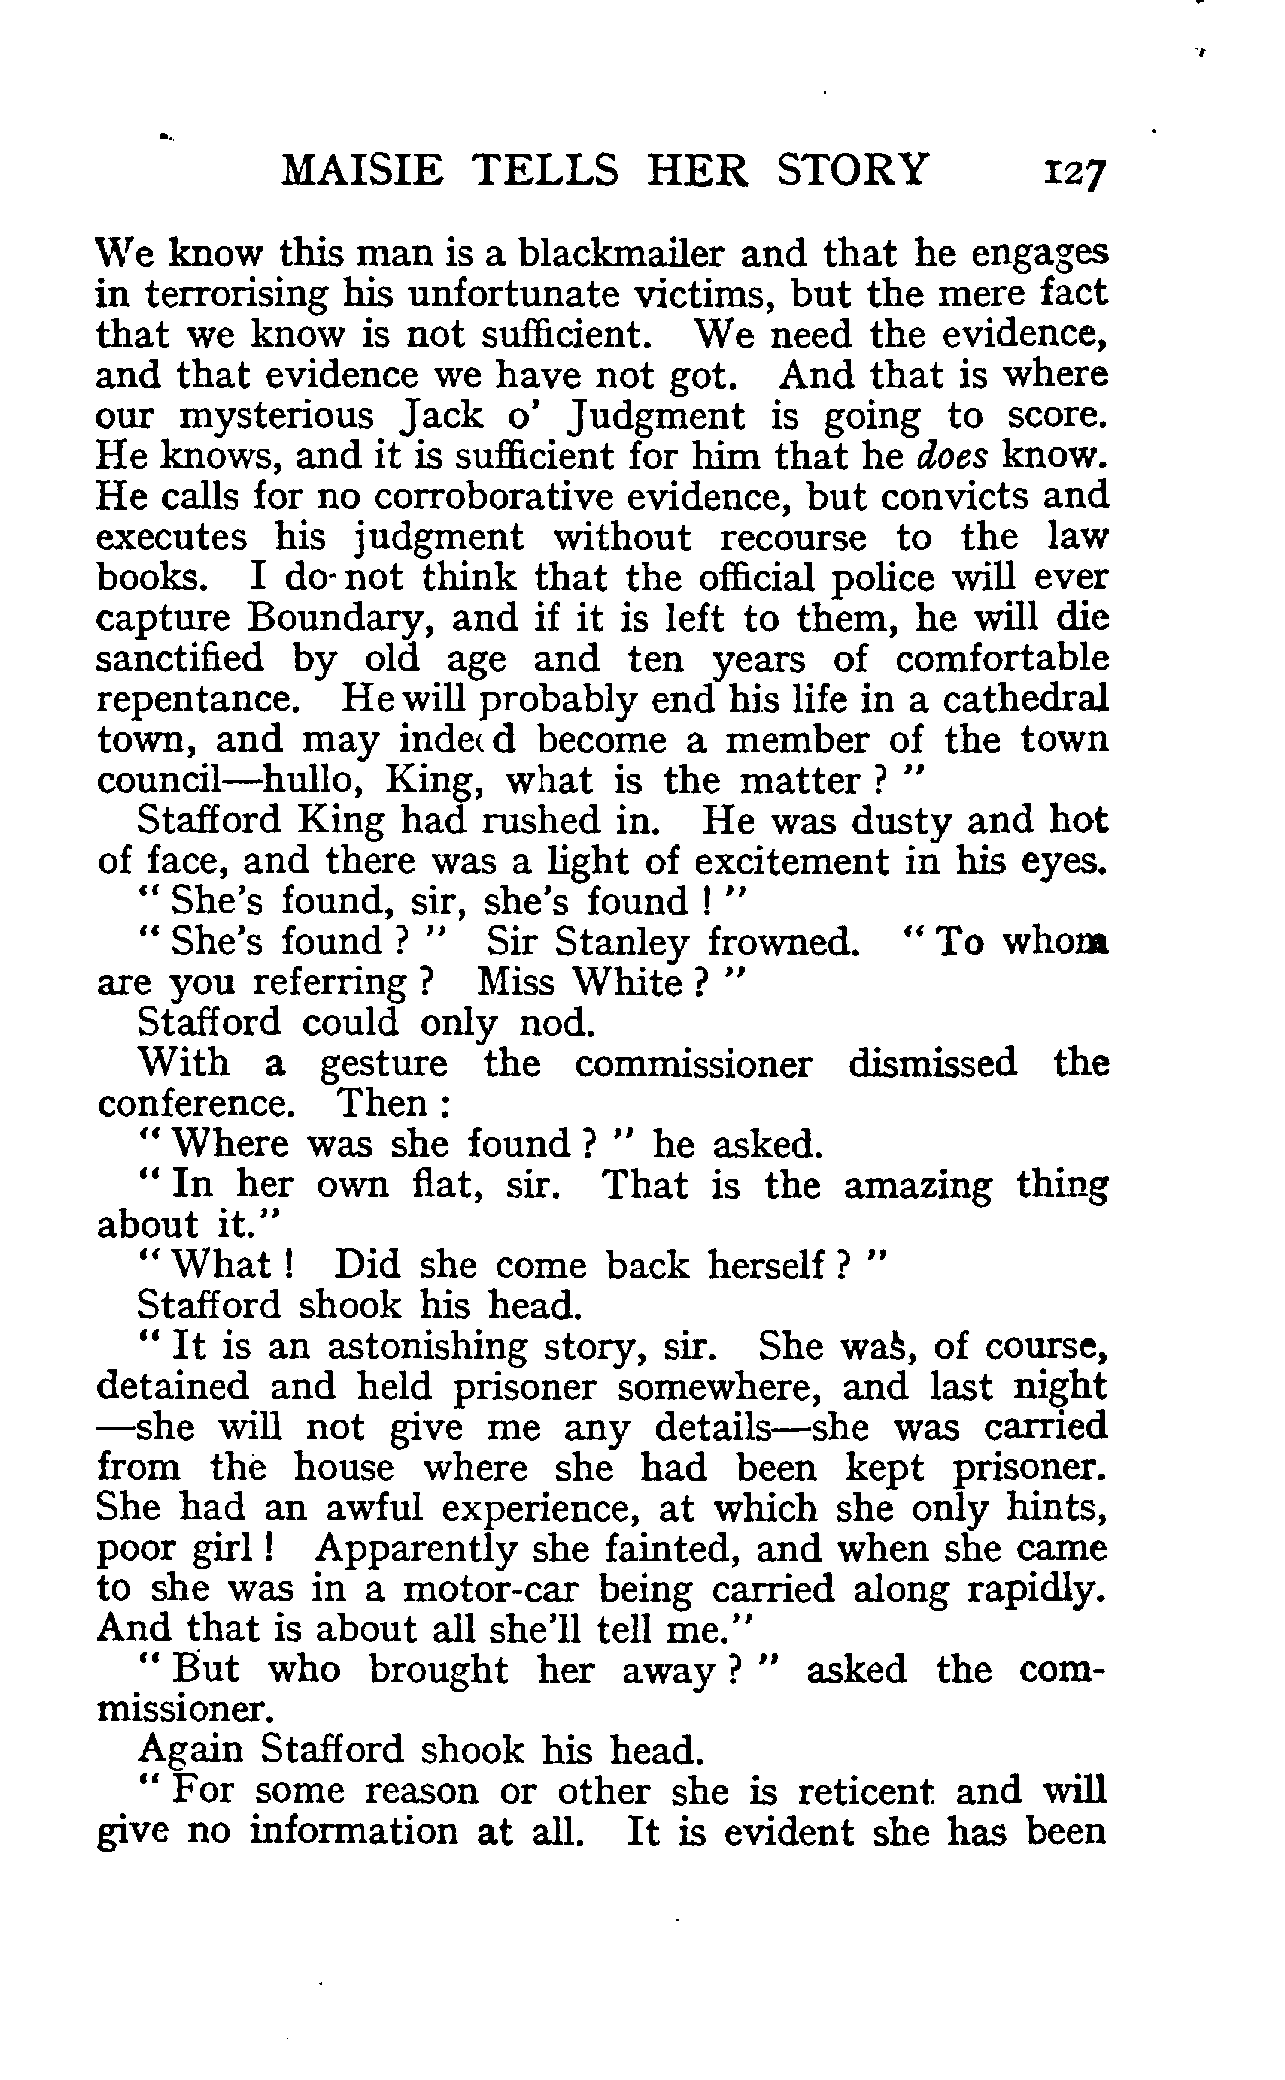 MAISIE TELLS HER STORY 127
We know this man is a blackmailer and that he engages
in terrorising his unfortunate victims, but the mere fact
that we know is not sufficient. We need the evidence,
and that evidence we have not got. And that is where
our mysterious Jack o' Judgment is going to score.
He knows, and it is sufficient for him that he does know.
He calls for no corroborative evidence, but convicts and
executes his judgment without recourse to the law
books. I do not think that the official police will ever
capture Boundary, and if it is left to them, he will die
sanctified by old age and ten years of comfortable
repentance. He will probably end his life in a cathedral
town, and may indeed become a member of the town
council—hullo, King, what is the matter ? "
Stafford King had rushed in. He was dusty and hot
of face, and there was a light of excitement in his eyes.
" She's found, sir, she's found ! "
" She's found ? " Sir Stanley frowned. " To whom
are you referring ? Miss White ? "
Stafford could only nod.
With a gesture the commissioner dismissed the
conference. Then :
" Where was she found ? " he asked.
" In her own flat, sir. That is the amazing thing
about it."
" What ! Did she come back herself ? "
Stafford shook his head.
" It is an astonishing story, sir. She was, of course,
detained and held prisoner somewhere, and last night
—she will not give me any details—she was carried
from the house where she had been kept prisoner.
She had an awful experience, at which she only hints,
poor girl ! Apparently she fainted, and when she came
to she was in a motor-car being carried along rapidly.
And that is about all she'll tell me."
" But who brought her away ? " asked the com-
missioner.
Again Stafford shook his head.
" For some reason or other she is reticent and will
give no information at all. It is evident she has been